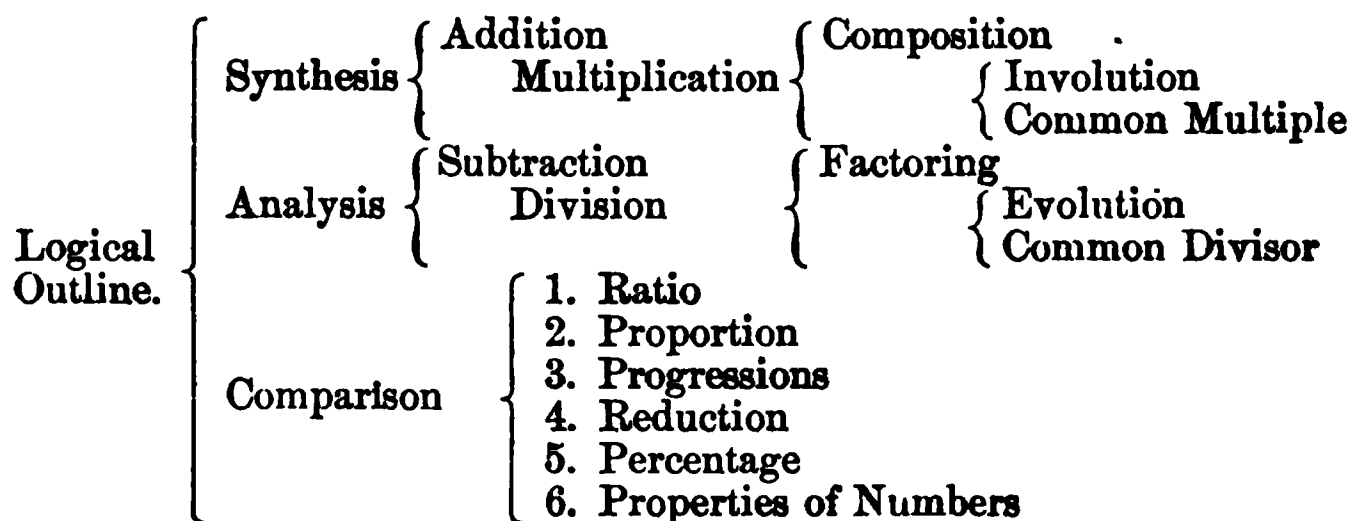 Addition Composition
Synthesis Multiplication Involution
Common Multiple
Subtraction Factoring
Analysis Division Evolution
Logical Common Divisor
Outline. 1. Ratio
2. Proportion
3. Progressions
Comparison
4. Reduction
5. Percentage
6. Properties of Numbers